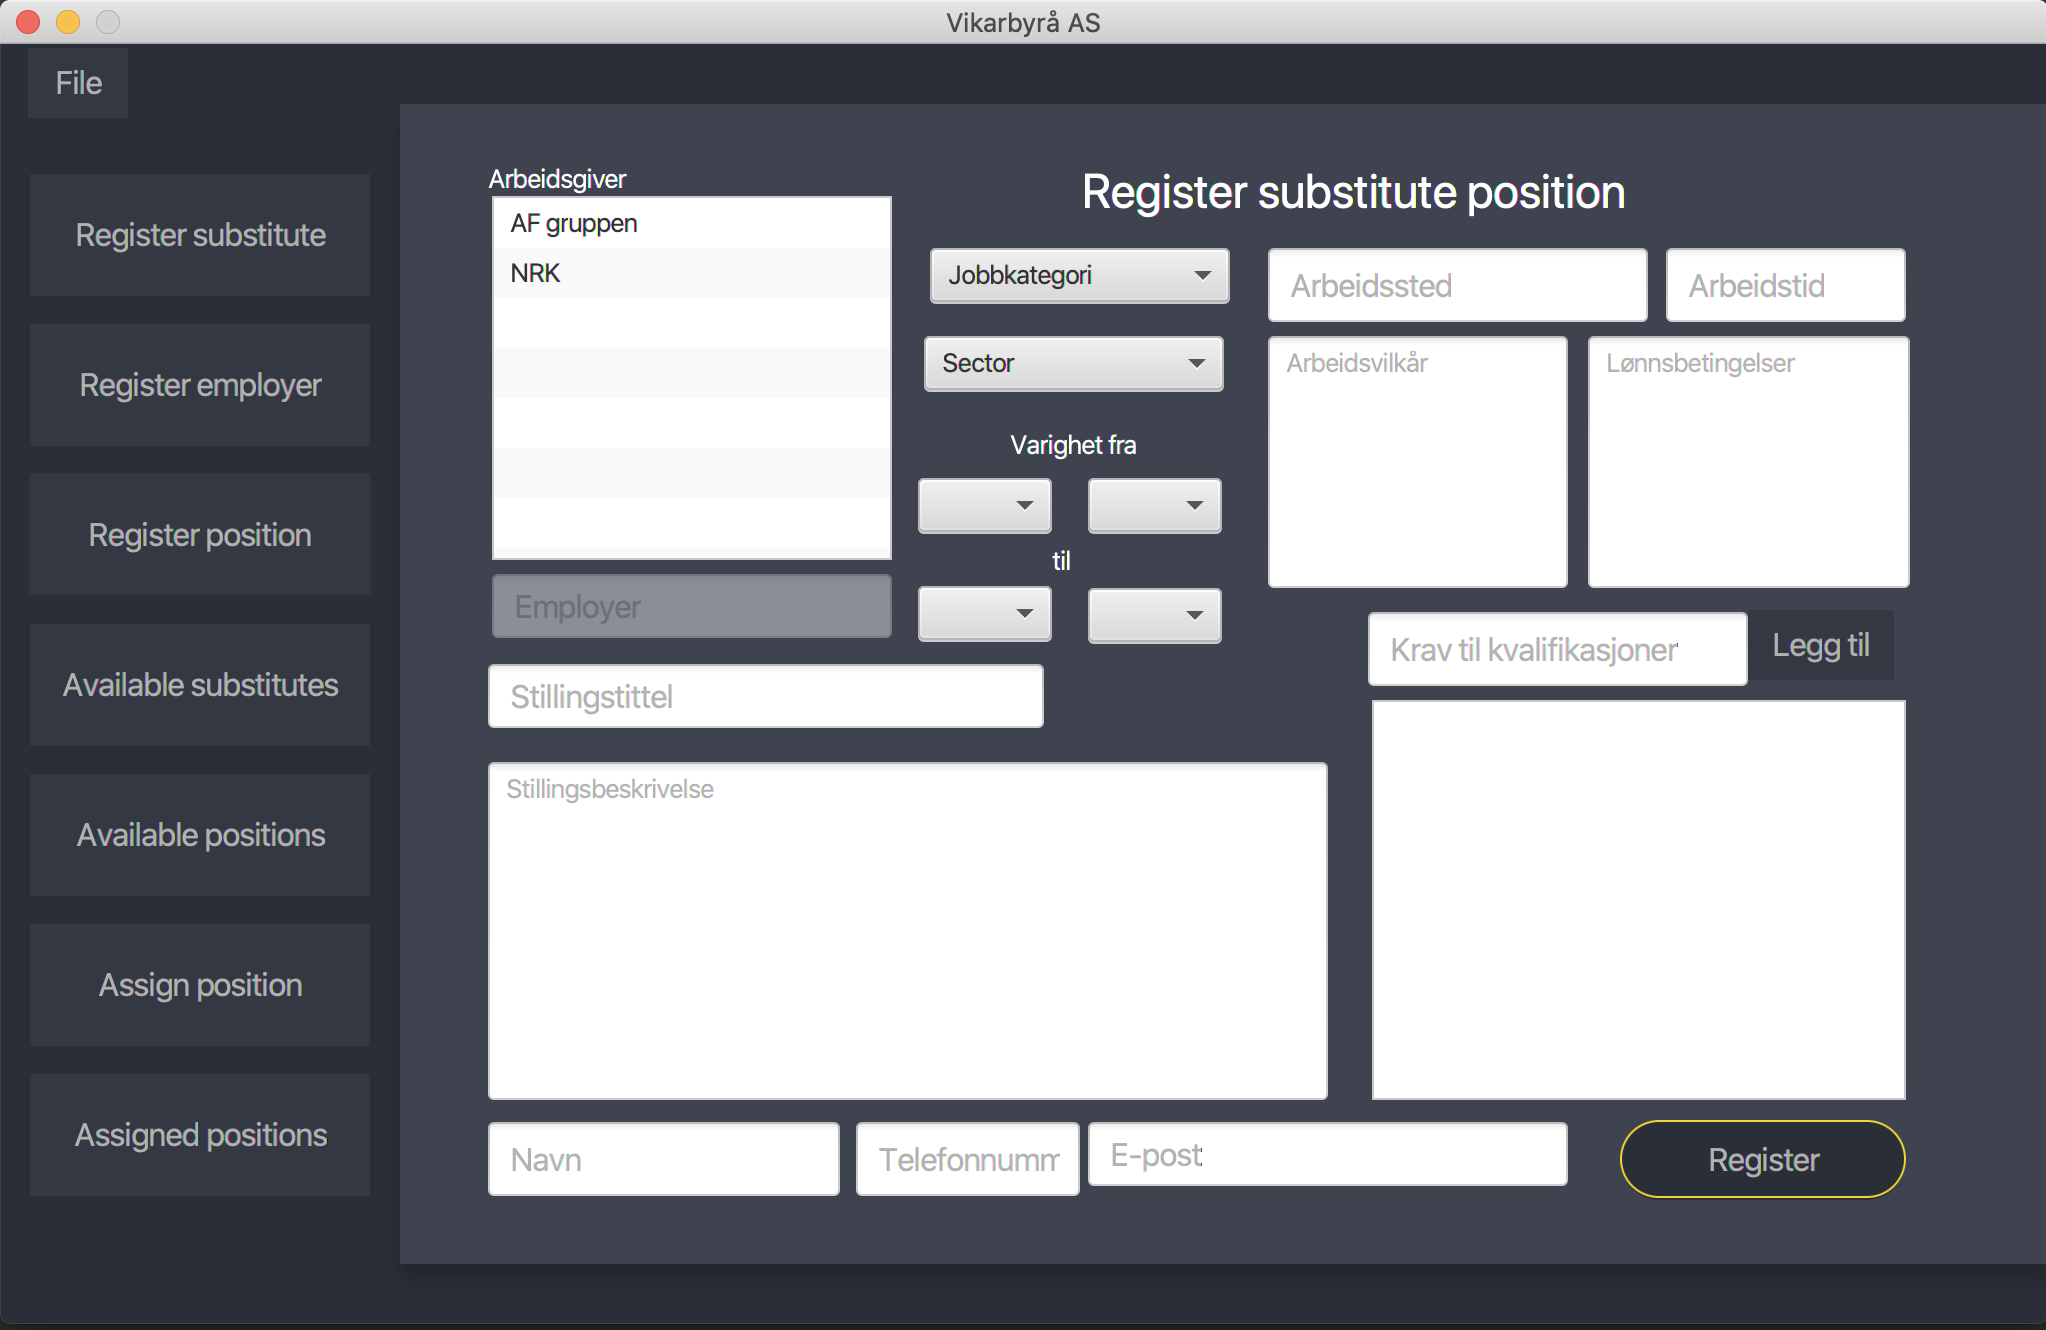 Vikarbyrå AS
File
Register substitute
Register employer
Register position
Available substitutes
Available positions
Assign position
Assigned positions
Register substitute position
Arbeidsgiver
AF gruppen
NRK
Employer
Jobbkategori
Sector
Varighet fra
til
Arbeidssted
Arbeidstid
Arbeidsvilkår
Lønnsbetingelser
Krav til kvalifikasjoner
Legg til
Stillingstittel
Stillingsbeskrivelse
Navn
Telefonnumm
E-post
Register